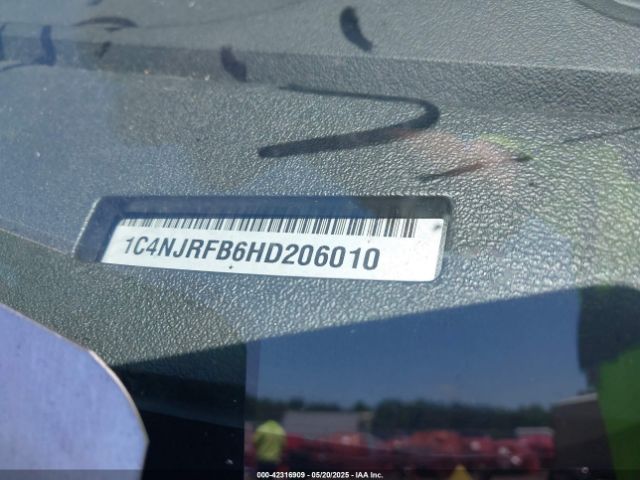 1C4NJRFB6HD206010
000-42316909 — 05/20/2025 — IAA Inc.